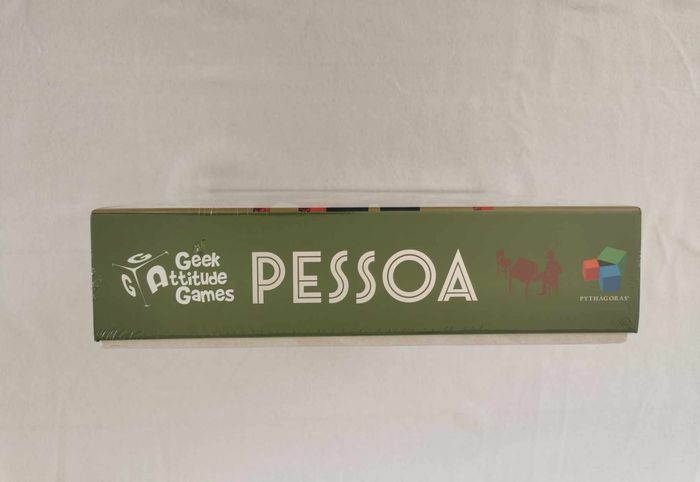 G G G
Geek
Attitude
Games
PESSOA
PYTHAGORAS®